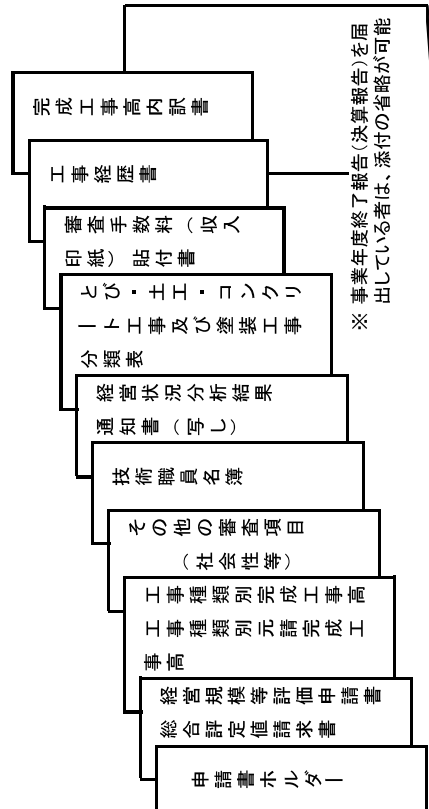 完成工事高内訳書
工事経歴書
審査手数料（収入
印紙）貼付書
とび・土工・コンクリ
ート工事及び塗装工事
分類表
経営状況分析結果
通知書（写し）
技術職員名簿
その他の審査項目
（社会性等）
工事種類別完成工事高
工事種類別元請完成工
事高
経営規模等評価申請書
総合評定値請求書
申請書ホルダー
※ 事業年度終了報告（決算報告）を届
出している者は、添付の省略が可能